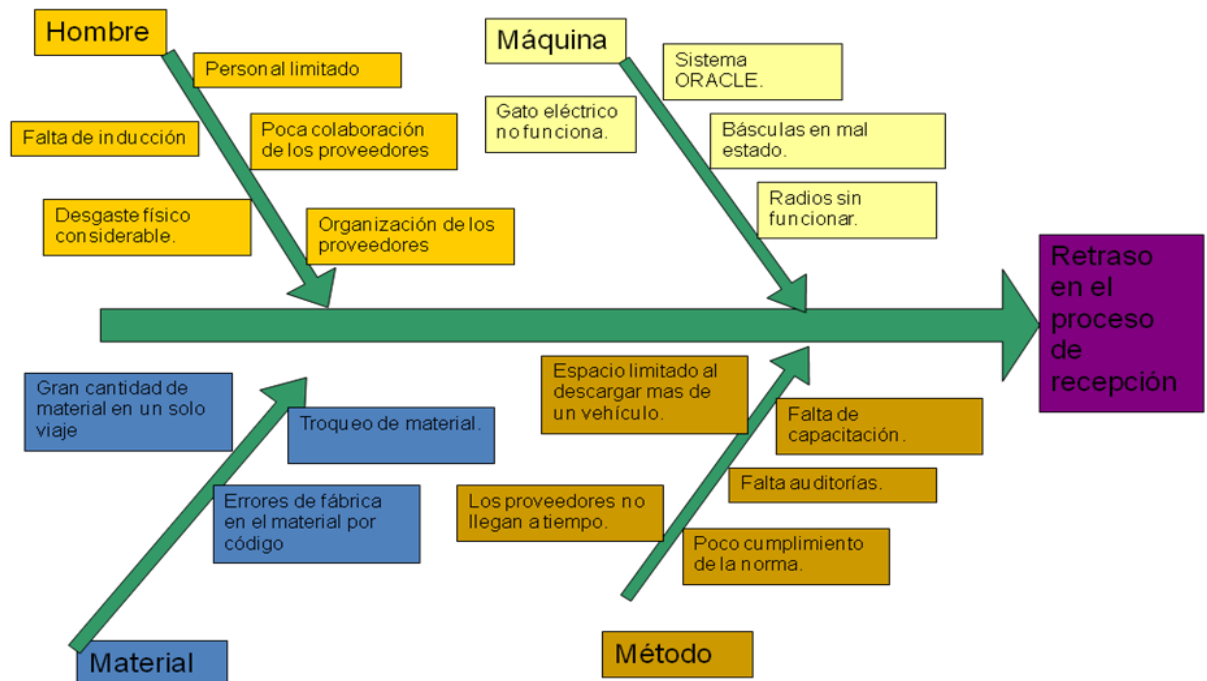 Hombre
Personal limitado
Falta de inducción
Poca colaboración
de los proveedores
Desgaste físico
considerable.
Organización de los
proveedores
Máquina
Sistema
ORACLE.
Gato eléctrico
no funciona.
Básculas en mal
estado.
Radios sin
funcionar.
Retraso
en el
proceso
de
recepción
Gran cantidad de
material en un solo
viaje
Troqueo de material.
Errores de fábrica
en el material por
código
Material
Espacio limitado al
descargar mas de
un vehículo.
Falta de
capacitación.
Falta auditorías.
Los proveedores no
llegan a tiempo.
Poco cumplimiento
de la norma.
Método